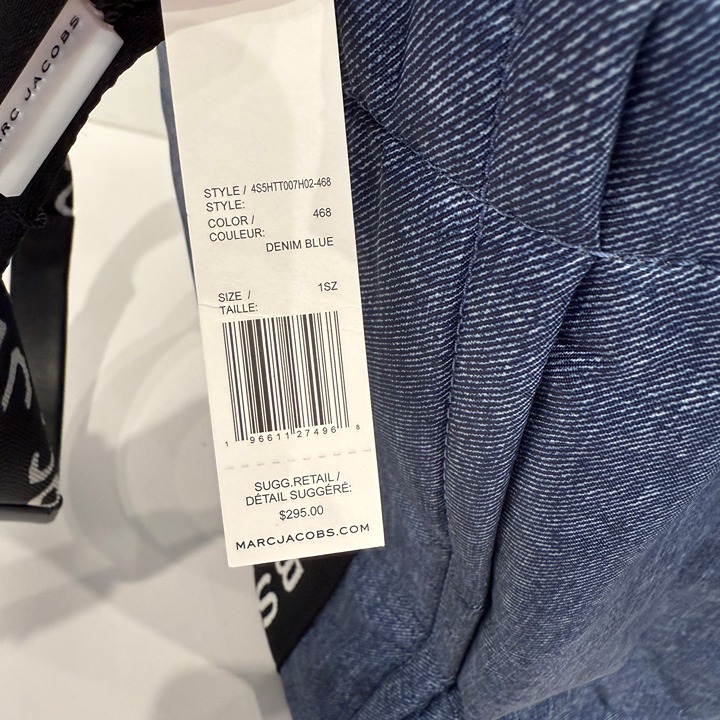 MARC JACOBS
STYLE / 4S5HTT007H02-468
STYLE:
COLOR / 468
COULEUR:
DENIM BLUE
SIZE / 1SZ
TAILLE:
1 96611 27496 8
SUGG.RETAIL /
DÉTAIL SUGGÉRÉ:
$295.00
MARCJACOBS.COM
BS